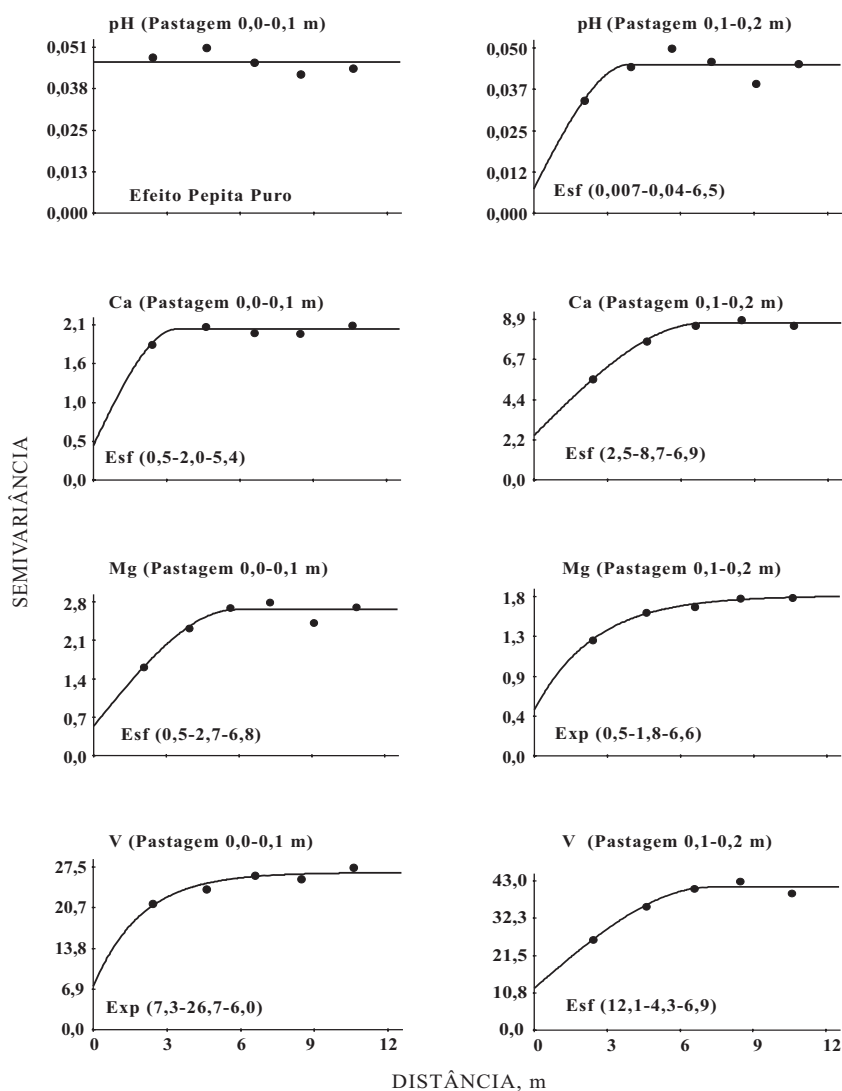 pH (Pastagem 0,0-0,1 m)
0,051
0,038
0,025
0,013
0,000
Efeito Pepita Puro
pH (Pastagem 0,1-0,2 m)
0,050
0,037
0,025
0,012
0,000
Esf (0,007-0,04-6,5)
Ca (Pastagem 0,0-0,1 m)
2,1
1,6
1,0
0,5
0,0
Esf (0,5-2,0-5,4)
Ca (Pastagem 0,1-0,2 m)
8,9
6,7
4,4
2,2
0,0
Esf (2,5-8,7-6,9)
SEMIVARIÂNCIA
Mg (Pastagem 0,0-0,1 m)
2,8
2,1
1,4
0,7
0,0
Esf (0,5-2,7-6,8)
Mg (Pastagem 0,1-0,2 m)
1,8
1,3
0,9
0,4
0,0
Exp (0,5-1,8-6,6)
V (Pastagem 0,0-0,1 m)
27,5
20,7
13,8
6,9
0,0
Exp (7,3-26,7-6,0)
0 3 6 9 12
V (Pastagem 0,1-0,2 m)
43,0
32,3
21,5
10,8
0,0
Esf (12,1-4,3-6,9)
0 3 6 9 12
DISTÂNCIA, m